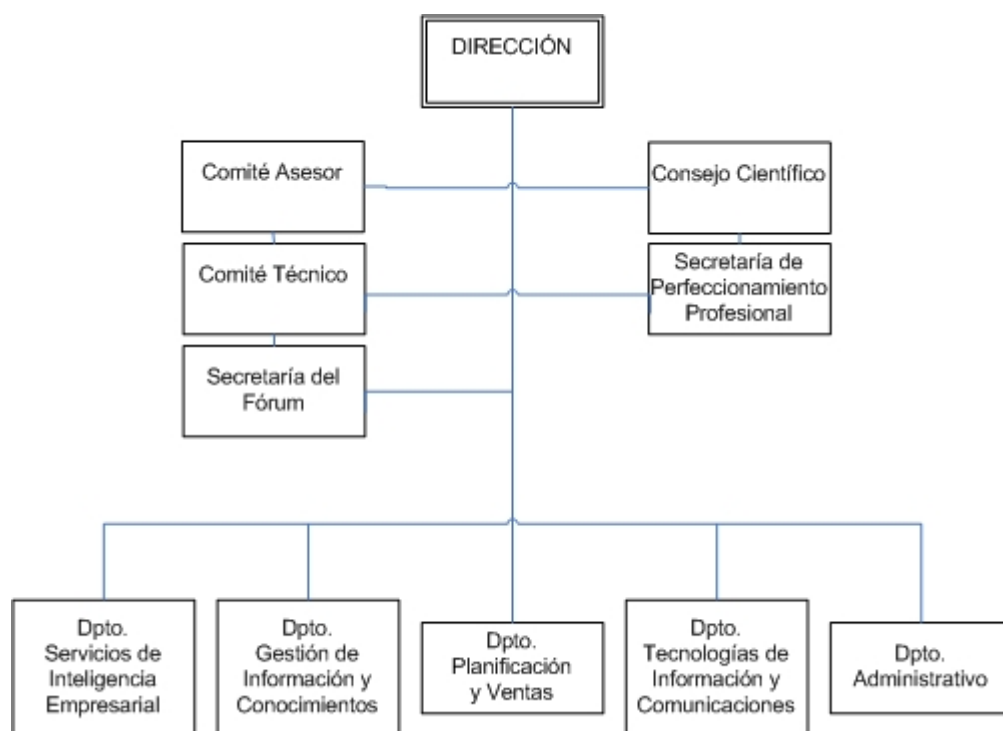 DIRECCIÓN
Comité Asesor
Consejo Científico
Comité Técnico
Secretaría de
Perfeccionamiento
Profesional
Secretaría del
Fórum
Dpto.
Servicios de
Inteligencia
Empresarial
Dpto.
Gestión de
Información y
Conocimientos
Dpto.
Planificación
y Ventas
Dpto.
Tecnologías de
Información y
Comunicaciones
Dpto.
Administrativo